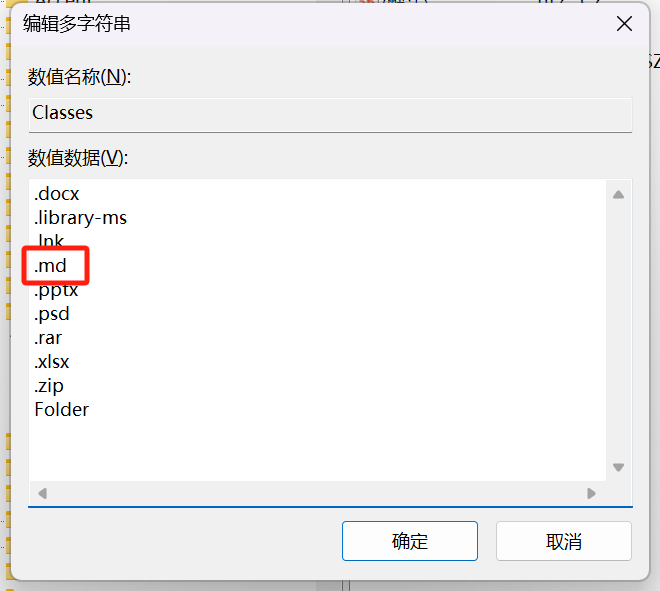 编辑多字符串
数值名称(N):
Classes
数值数据(V):
.docx
.library-ms
.lnk
.md
.pptx
.psd
.rar
.xlsx
.zip
Folder
确定
取消